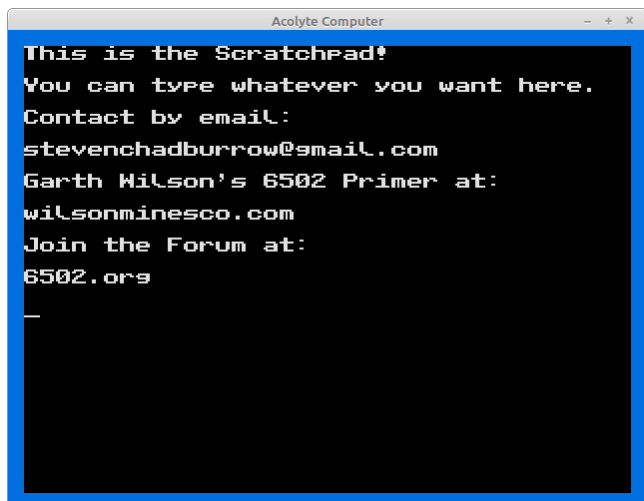 Acolyte Computer
This is the Scratchpad!
You can type whatever you want here.
Contact by email:
stevenchadburrow@gmail.com
Garth Wilson's 6502 Primer at:
wilsonminesco.com
Join the Forum at:
6502.org
_